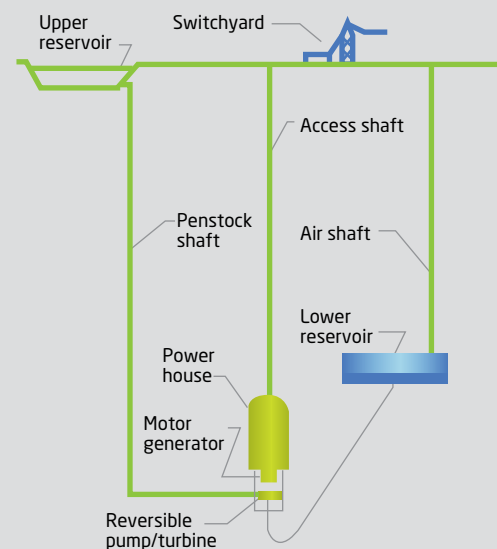 Upper
reservoir
Switchyard
Access shaft
Penstock
shaft
Air shaft
Lower
reservoir
Power
house
Motor
generator
Reversible
pump/turbine